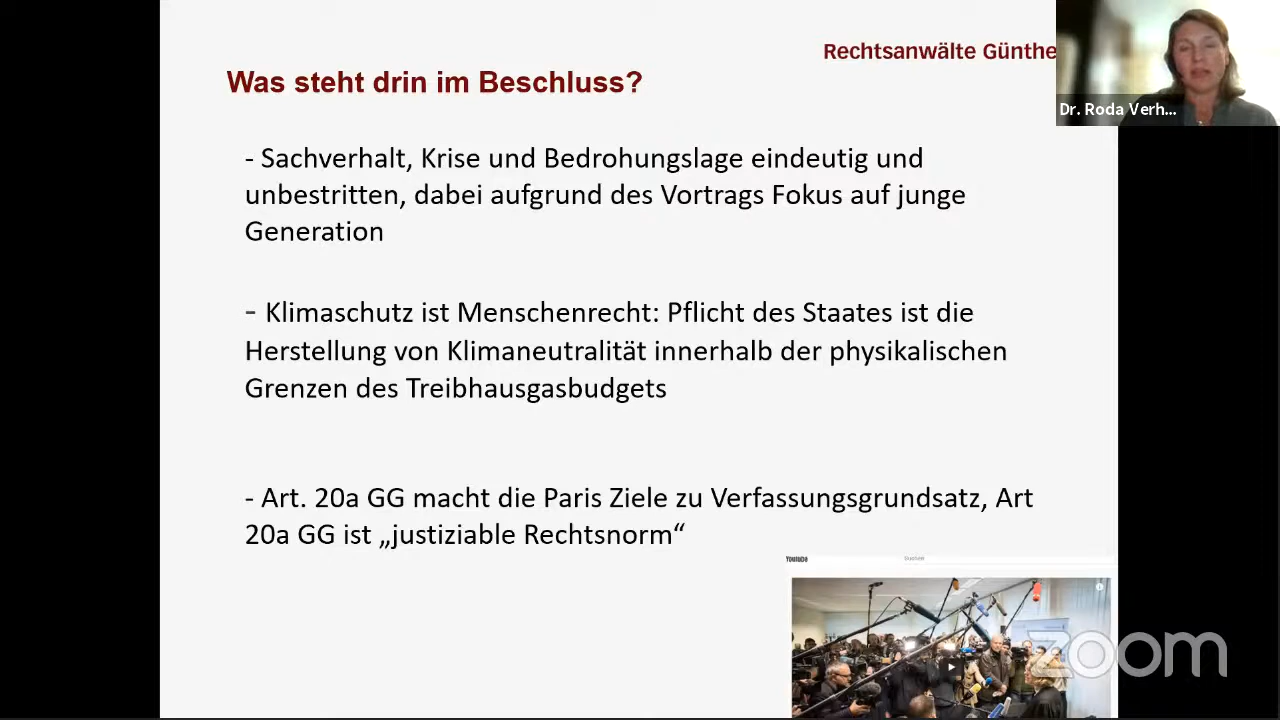 Rechtsanwälte Günthe
Was steht drin im Beschluss?
Dr. Roda Verh...
- Sachverhalt, Krise und Bedrohungslage eindeutig und
unbestritten, dabei aufgrund des Vortrags Fokus auf junge
Generation
- Klimaschutz ist Menschenrecht: Pflicht des Staates ist die
Herstellung von Klimaneutralität innerhalb der physikalischen
Grenzen des Treibhausgasbudgets
- Art. 20a GG macht die Paris Ziele zu Verfassungsgrundsatz, Art
20a GG ist „justiziable Rechtsnorm“
YouTube
Suchen
zoom